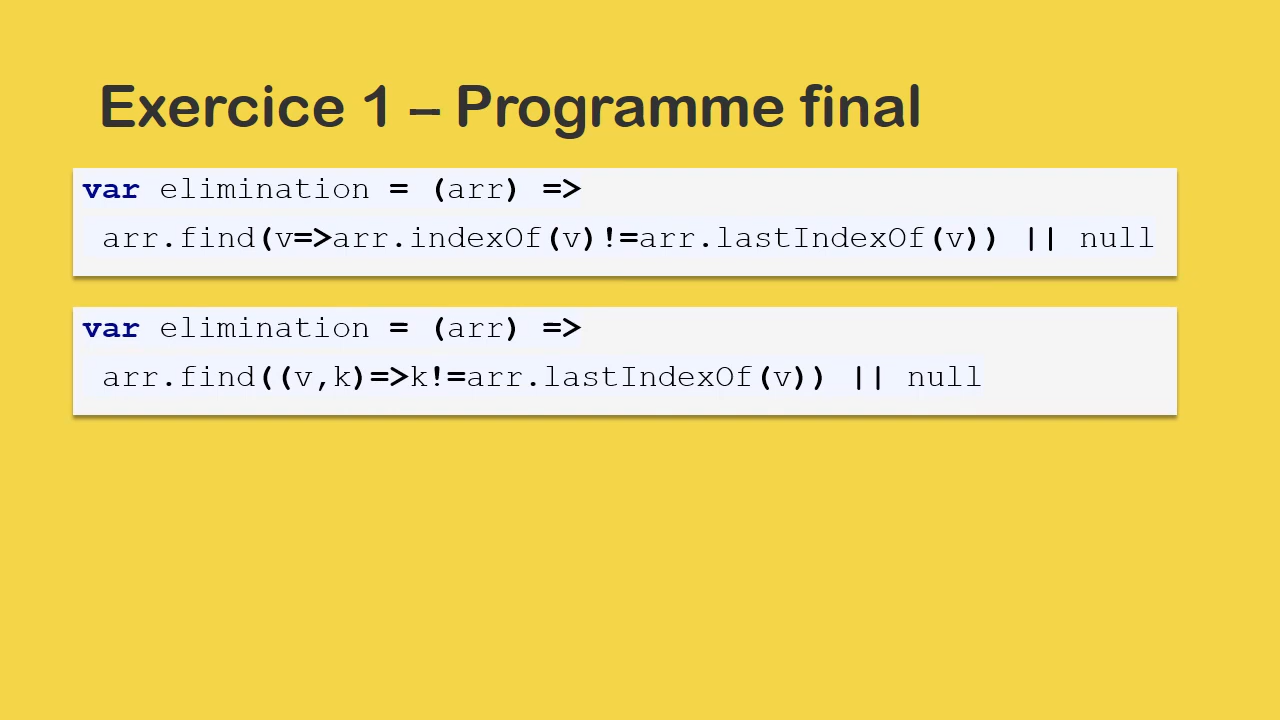 Exercice 1 – Programme final
var elimination = (arr) =>
arr.find(v=>arr.indexOf(v)!=arr.lastIndexOf(v)) || null
var elimination = (arr) =>
arr.find((v,k)=>k!=arr.lastIndexOf(v)) || null